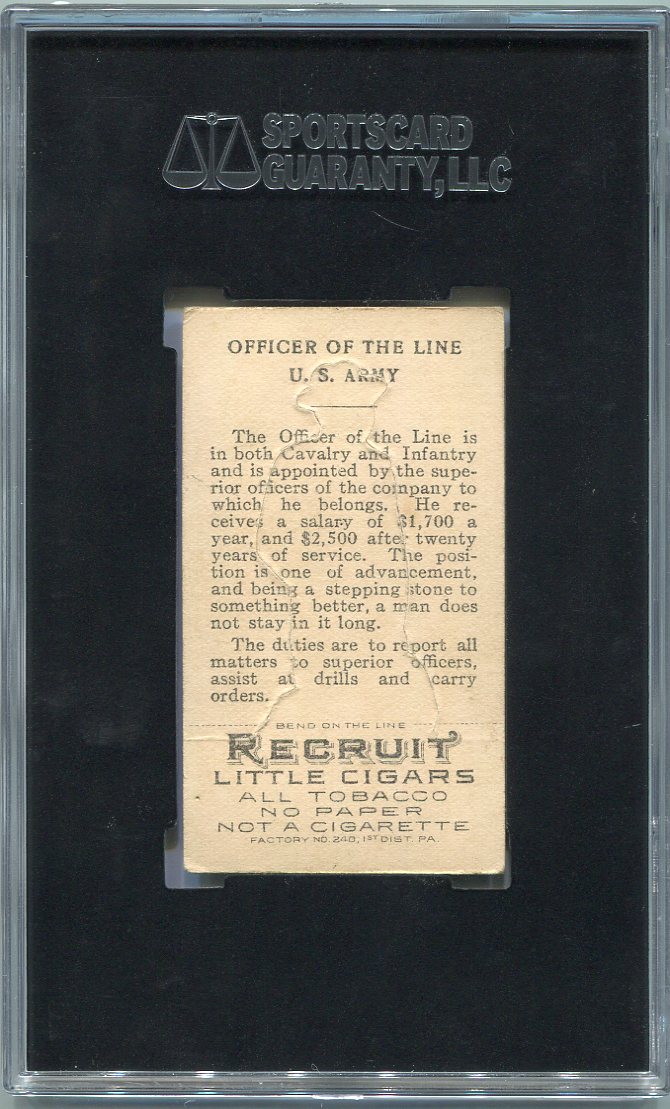 SPORTSCARD
GUARANTY, LLC
OFFICER OF THE LINE
U. S. ARMY
The Officer of the Line is
in both Cavalry and Infantry
and is appointed by the supe-
rior officers of the company to
which he belongs. He re-
ceives a salary of $1,700 a
year, and $2,500 after twenty
years of service. The posi-
tion is one of advancement,
and being a stepping stone to
something better, a man does
not stay in it long.
The duties are to report all
matters to superior officers,
assist at drills and carry
orders.
BEND ON THE LINE
RECRUIT
LITTLE CIGARS
ALL TOBACCO
NO PAPER
NOT A CIGARETTE
FACTORY NO. 240, 1ST DIST. PA.